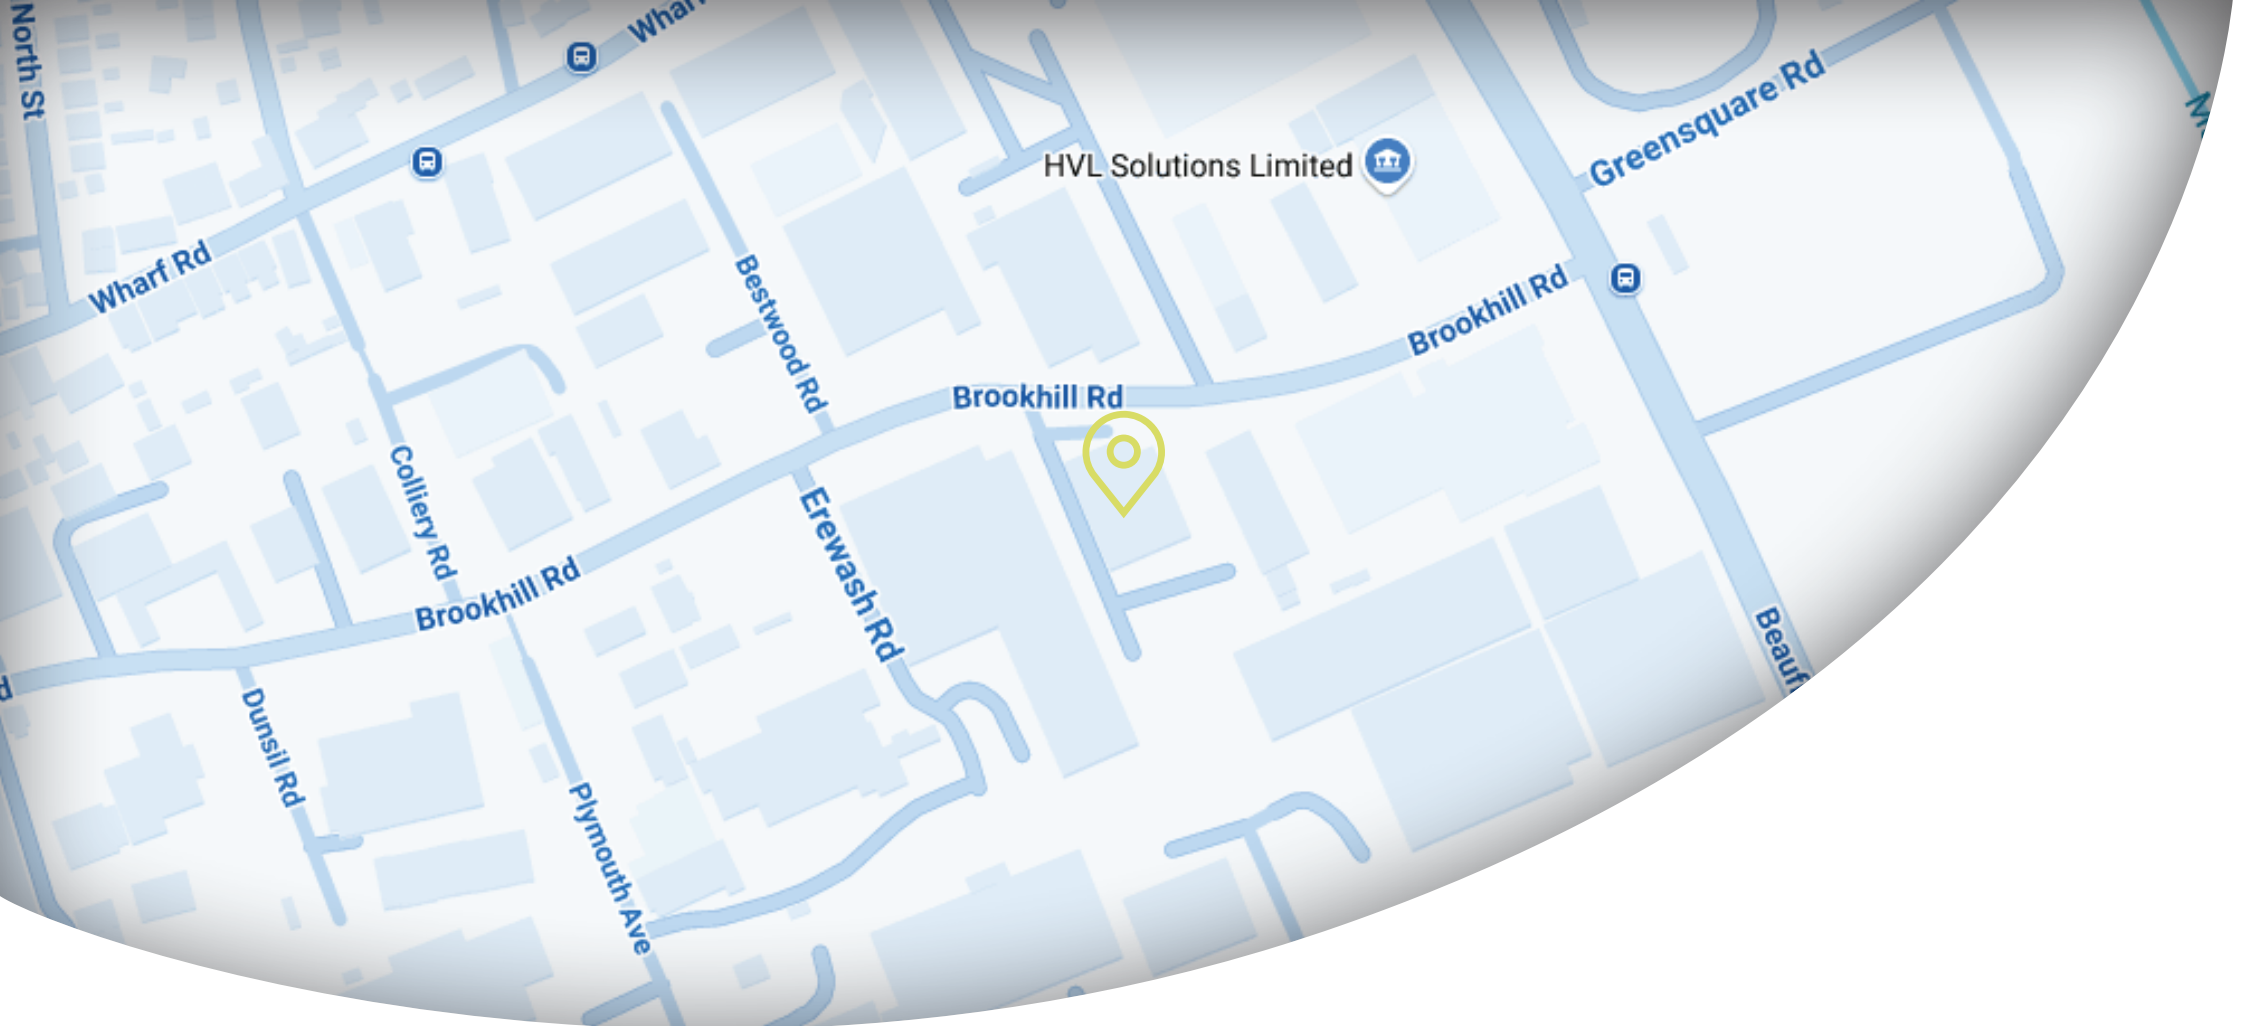 North St
Wharf Rd
HVL Solutions Limited
Greensquare Rd
Wharf Rd
Bestwood Rd
Brookhill Rd
Brookhill Rd
Colliery Rd
Erewash Rd
Brookhill Rd
Dunsil Rd
Plymouth Ave